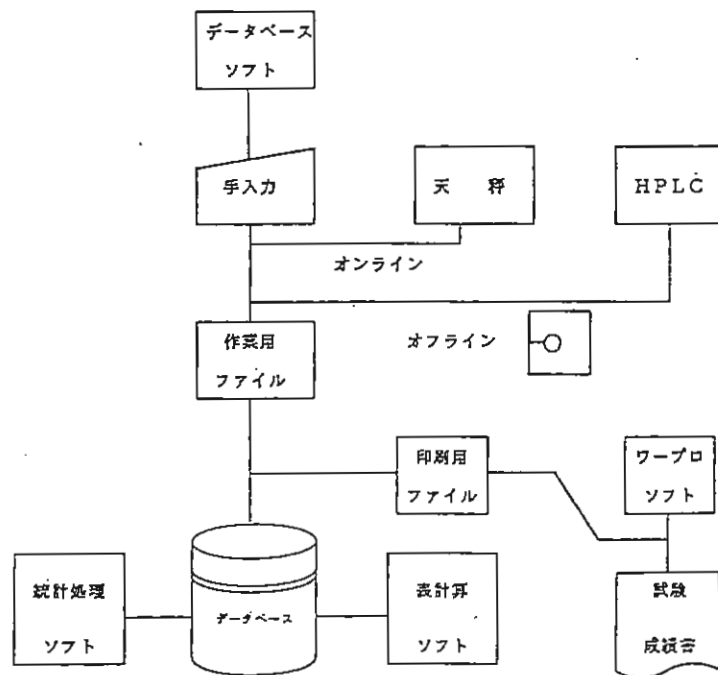 データベース
ソフト
手入力
天 秤
HPLC
オンライン
作業用
ファイル
オフライン
印刷用
ファイル
ワープロ
ソフト
統計処理
ソフト
データベース
表計算
ソフト
試験
成績書